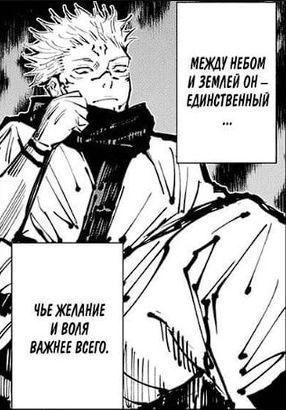 МЕЖДУ НЕБОМ
И ЗЕМЛЕЙ ОН –
ЕДИНСТВЕННЫЙ
...
ЧЬЕ ЖЕЛАНИЕ
И ВОЛЯ
ВАЖНЕЕ ВСЕГО.